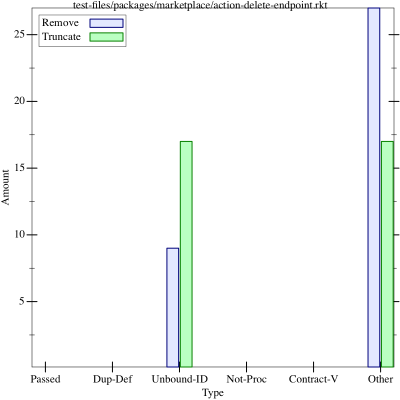 test-files/packages/marketplace/action-delete-endpoint.rkt
Remove
Truncate
25
20
15
10
5
Amount
Passed Dup-Def Unbound-ID Not-Proc Contract-V Other
Type